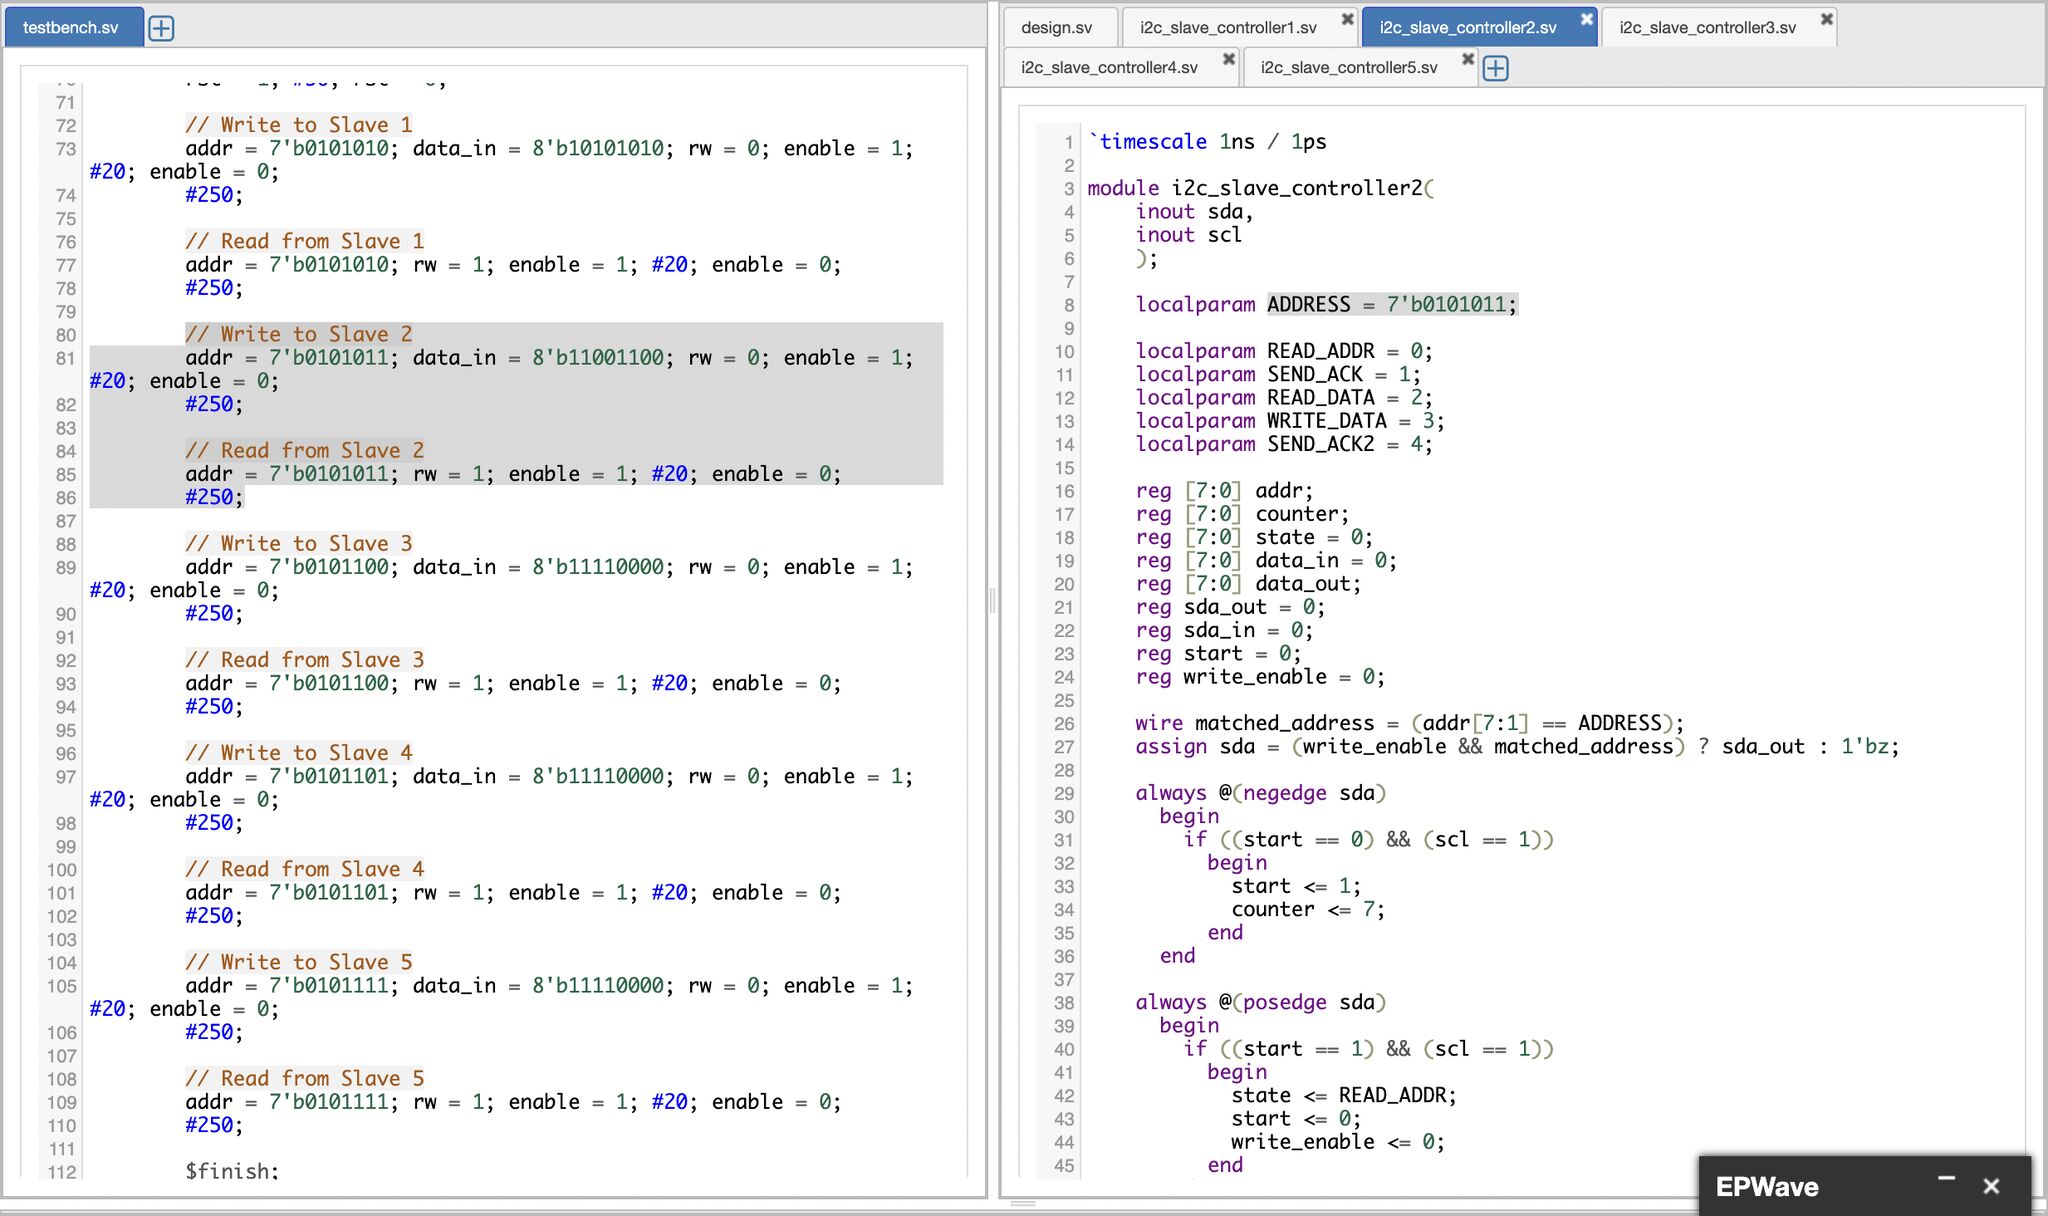 testbench.sv
71
72 // Write to Slave 1
73 addr = 7'b0101010; data_in = 8'b10101010; rw = 0; enable = 1;
#20; enable = 0;
74 #250;
75
76 // Read from Slave 1
77 addr = 7'b0101010; rw = 1; enable = 1; #20; enable = 0;
78 #250;
79
80 // Write to Slave 2
81 addr = 7'b0101011; data_in = 8'b11001100; rw = 0; enable = 1;
#20; enable = 0;
82 #250;
83
84 // Read from Slave 2
85 addr = 7'b0101011; rw = 1; enable = 1; #20; enable = 0;
86 #250;
87
88 // Write to Slave 3
89 addr = 7'b0101100; data_in = 8'b11110000; rw = 0; enable = 1;
#20; enable = 0;
90 #250;
91
92 // Read from Slave 3
93 addr = 7'b0101100; rw = 1; enable = 1; #20; enable = 0;
94 #250;
95
96 // Write to Slave 4
97 addr = 7'b0101101; data_in = 8'b11110000; rw = 0; enable = 1;
#20; enable = 0;
98 #250;
99
100 // Read from Slave 4
101 addr = 7'b0101101; rw = 1; enable = 1; #20; enable = 0;
102 #250;
103
104 // Write to Slave 5
105 addr = 7'b0101111; data_in = 8'b11110000; rw = 0; enable = 1;
#20; enable = 0;
106 #250;
107
108 // Read from Slave 5
109 addr = 7'b0101111; rw = 1; enable = 1; #20; enable = 0;
110 #250;
111
112 $finish;
design.sv i2c_slave_controller1.sv i2c_slave_controller2.sv i2c_slave_controller3.sv
i2c_slave_controller4.sv i2c_slave_controller5.sv
1 `timescale 1ns / 1ps
2
3 module i2c_slave_controller2(
4 inout sda,
5 inout scl
6 );
7
8 localparam ADDRESS = 7'b0101011;
9
10 localparam READ_ADDR = 0;
11 localparam SEND_ACK = 1;
12 localparam READ_DATA = 2;
13 localparam WRITE_DATA = 3;
14 localparam SEND_ACK2 = 4;
15
16 reg [7:0] addr;
17 reg [7:0] counter;
18 reg [7:0] state = 0;
19 reg [7:0] data_in = 0;
20 reg [7:0] data_out;
21 reg sda_out = 0;
22 reg sda_in = 0;
23 reg start = 0;
24 reg write_enable = 0;
25
26 wire matched_address = (addr[7:1] == ADDRESS);
27 assign sda = (write_enable && matched_address) ? sda_out : 1'bz;
28
29 always @(negedge sda)
30 begin
31 if ((start == 0) && (scl == 1))
32 begin
33 start <= 1;
34 counter <= 7;
35 end
36 end
37
38 always @(posedge sda)
39 begin
40 if ((start == 1) && (scl == 1))
41 begin
42 state <= READ_ADDR;
43 start <= 0;
44 write_enable <= 0;
45 end
EPWave